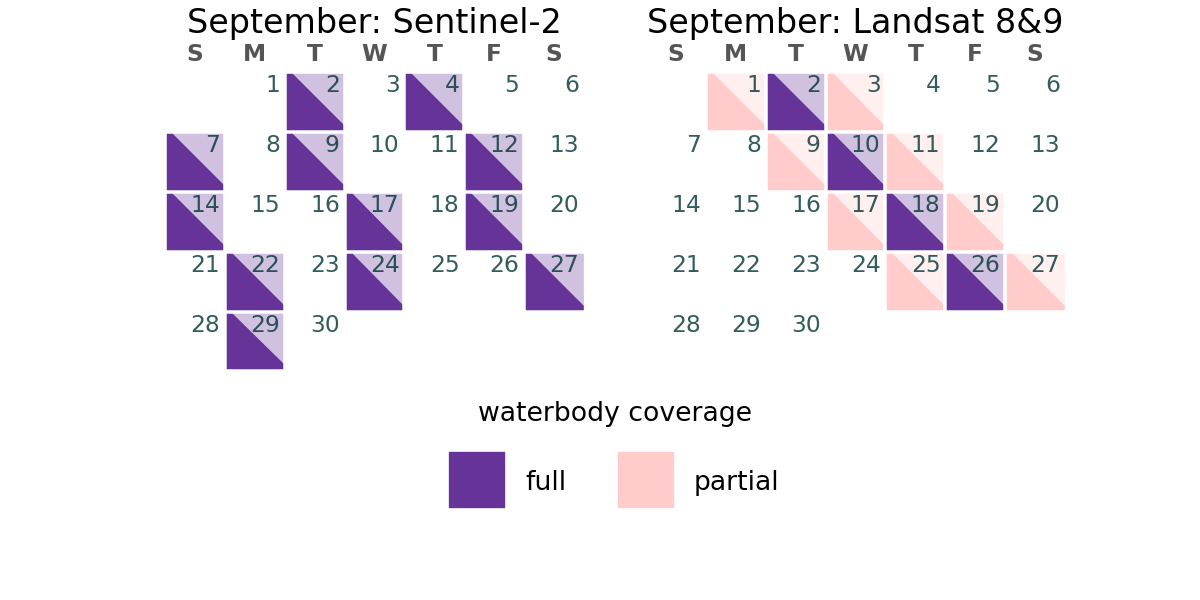 September: Sentinel-2
S M T W T F S
1 2 3 4 5 6
7 8 9 10 11 12 13
14 15 16 17 18 19 20
21 22 23 24 25 26 27
28 29 30
September: Landsat 8&9
S M T W T F S
1 2 3 4 5 6
7 8 9 10 11 12 13
14 15 16 17 18 19 20
21 22 23 24 25 26 27
28 29 30
waterbody coverage
full partial